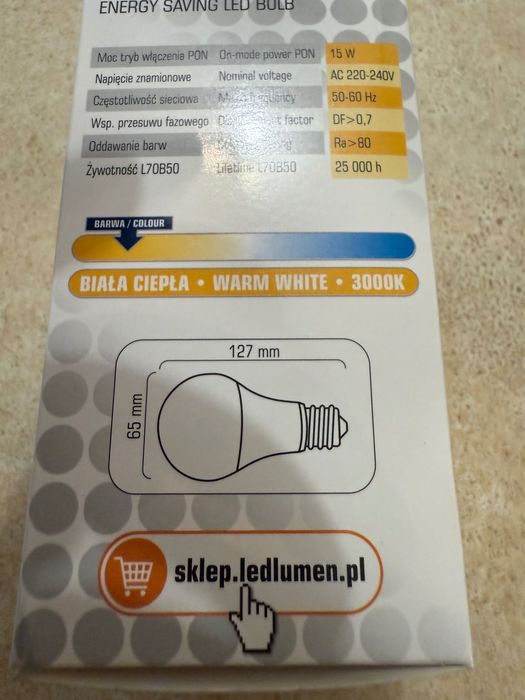 ENERGY SAVING LED BULB
Moc tryb włączenia PON On-mode power PON 15 W
Napięcie znamionowe Nominal voltage AC 220-240V
Częstotliwość sieciowa 50-60 Hz
Wsp. przesuwu fazowego factor DF>0,7
Oddawanie barw Ra>80
Żywotność L70B50 Lifetime L70B50 25 000 h
BARWA / COLOUR
BIAŁA CIEPŁA • WARM WHITE • 3000K
127 mm
65 mm
sklep.ledlumen.pl